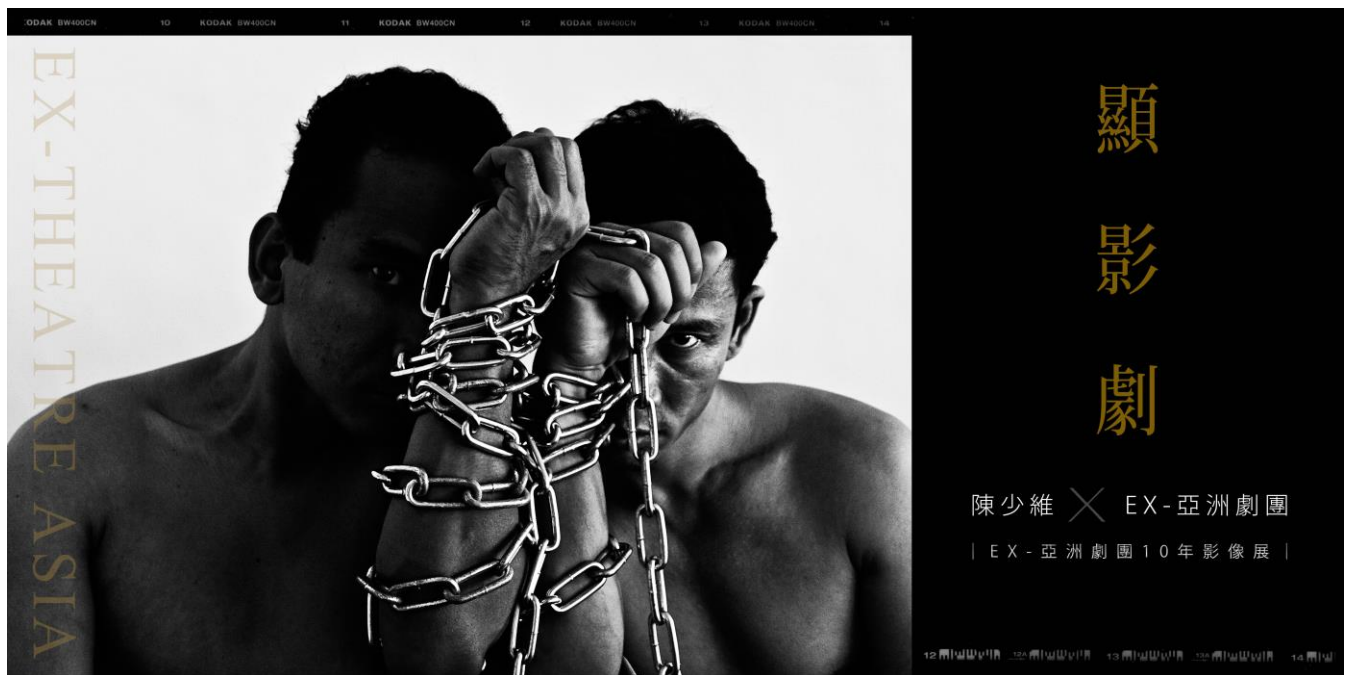 KODAK BW400CN 10 KODAK BW400CN 11 KODAK BW400CN 12 KODAK BW400CN 13 KODAK BW400CN 14
EX-THEATRE ASIA
顯影劇
陳少維 × EX-亞洲劇團
| EX-亞洲劇團10年影像展 |
12 12A 13 13A 14